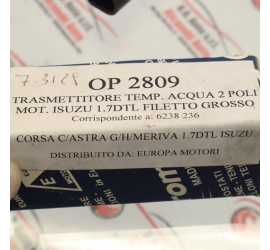 7-3129
OP 2809
TRASMETTITORE TEMP. ACQUA 2 POLI
MOT. ISUZU 1.7DTL FILETTO GROSSO
Corrispondente a: 6238 236
CORSA C/ASTRA G/H/MERIVA 1.7DTL ISUZU
DISTRIBUITO DA: EUROPA MOTORI